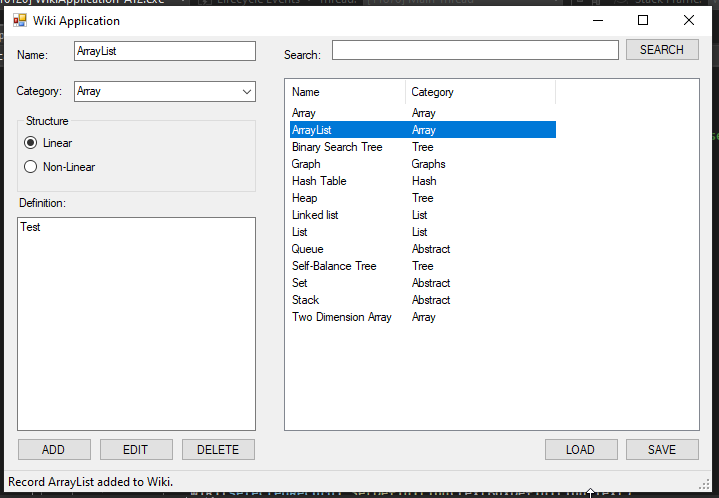 Wiki Application
Name: ArrayList
Category: Array
Structure
Linear
Non-Linear
Definition:
Test
ADD EDIT DELETE
Search: SEARCH
Name Category
Array Array
ArrayList Array
Binary Search Tree Tree
Graph Graphs
Hash Table Hash
Heap Tree
Linked list List
List List
Queue Abstract
Self-Balance Tree Tree
Set Abstract
Stack Abstract
Two Dimension Array Array
LOAD SAVE
Record ArrayList added to Wiki.